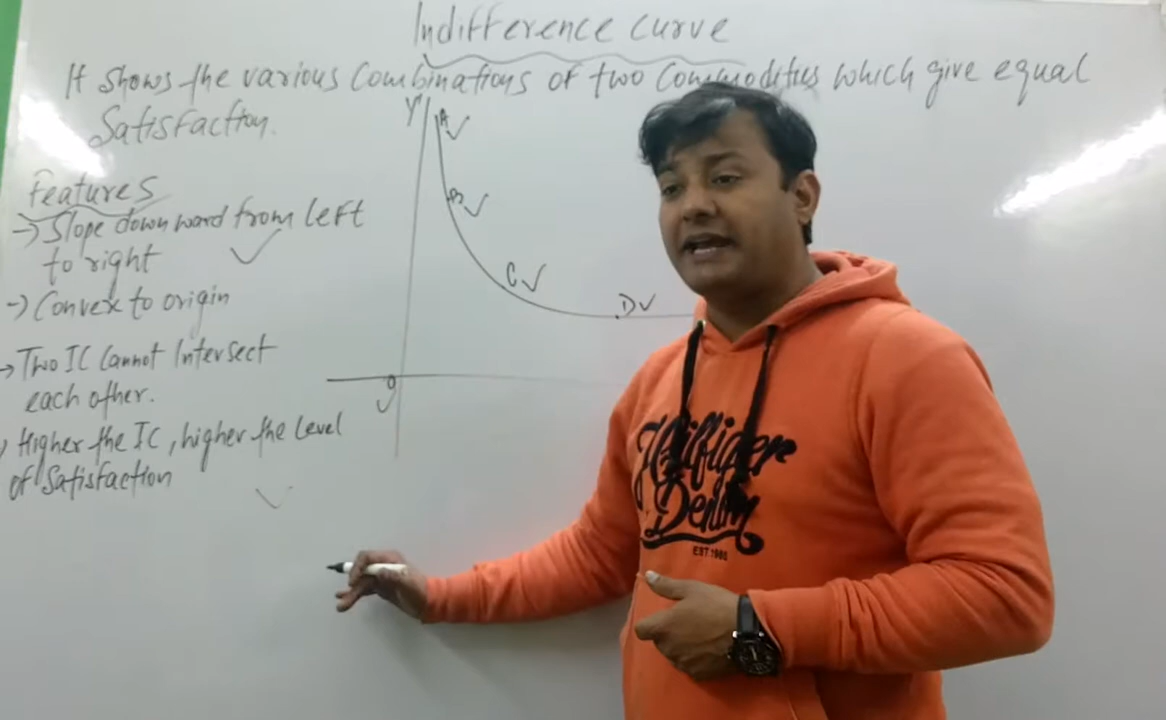 Indifference curve
It shows the various Combinations of two Commodities which give equal
Satisfaction.
Y
A
B
C
D
O
Features
→ Slope downward from left
to right
→ Convex to origin
→ Two IC Cannot Intersect
each other.
→ Higher the IC, higher the Level
of Satisfaction
Hilfiger
Denim
EST. 1985